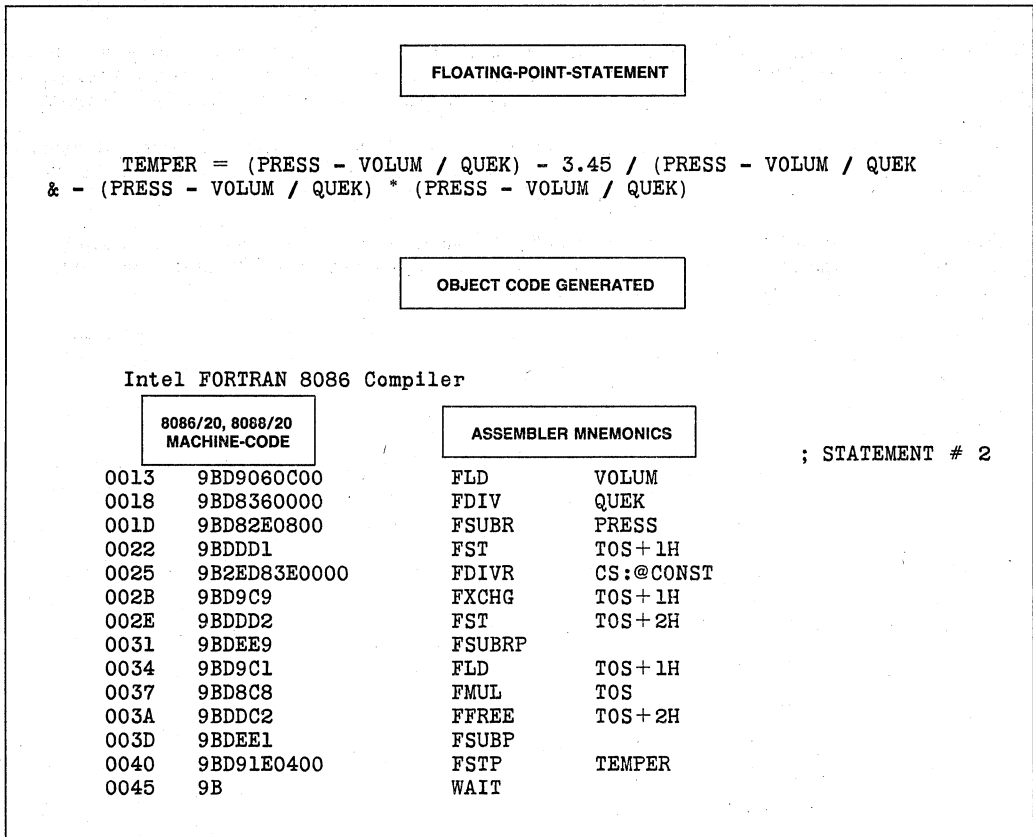 FLOATING-POINT-STATEMENT
TEMPER = (PRESS - VOLUM / QUEK) - 3.45 / (PRESS - VOLUM / QUEK
& - (PRESS - VOLUM / QUEK) * (PRESS - VOLUM / QUEK)
OBJECT CODE GENERATED
Intel FORTRAN 8086 Compiler
8086/20, 8088/20
MACHINE-CODE
ASSEMBLER MNEMONICS
; STATEMENT # 2
0013 9BD9060C00 FLD VOLUM
0018 9BD8360000 FDIV QUEK
001D 9BD82E0800 FSUBR PRESS
0022 9BDDD1 FST TOS+1H
0025 9B2ED83E0000 FDIVR CS:@CONST
002B 9BD9C9 FXCHG TOS+1H
002E 9BDDD2 FST TOS+2H
0031 9BDEE9 FSUBRP
0034 9BD9C1 FLD TOS+1H
0037 9BD8C8 FMUL TOS
003A 9BDDC2 FFREE TOS+2H
003D 9BDEE1 FSUBP
0040 9BD91E0400 FSTP TEMPER
0045 9B WAIT